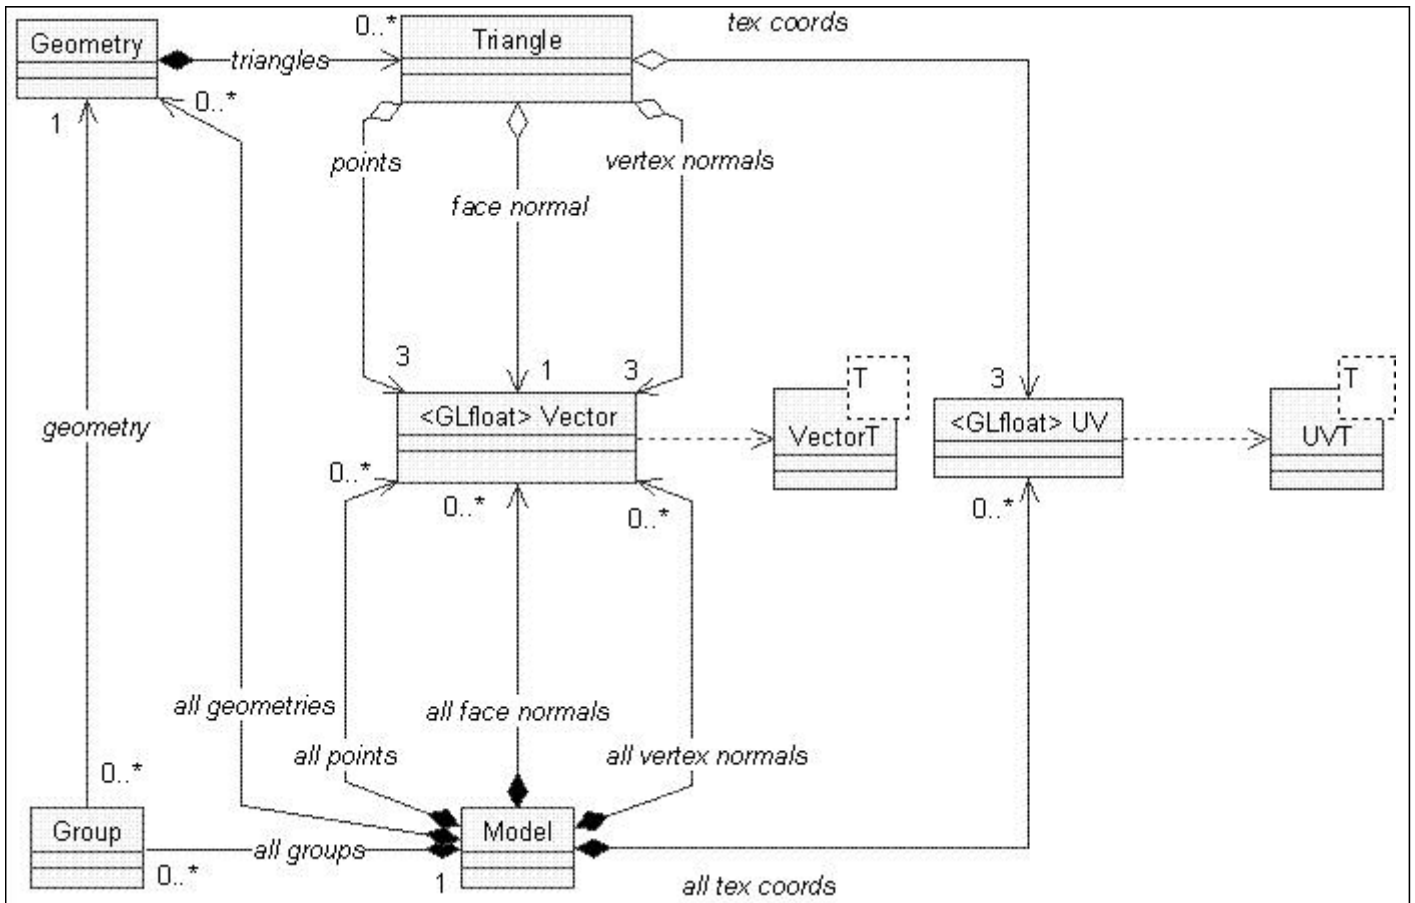 tex coords
0..*
Geometry
Triangle
triangles
0..*
1
points
vertex normals
face normal
3
1
3
3
T
T
<GLfloat> Vector
<GLfloat> UV
geometry
VectorT
UVT
0..*
0..*
0..*
0..*
all geometries
all face normals
all points
all vertex normals
0..*
Group
Model
all groups
0..*
1
all tex coords